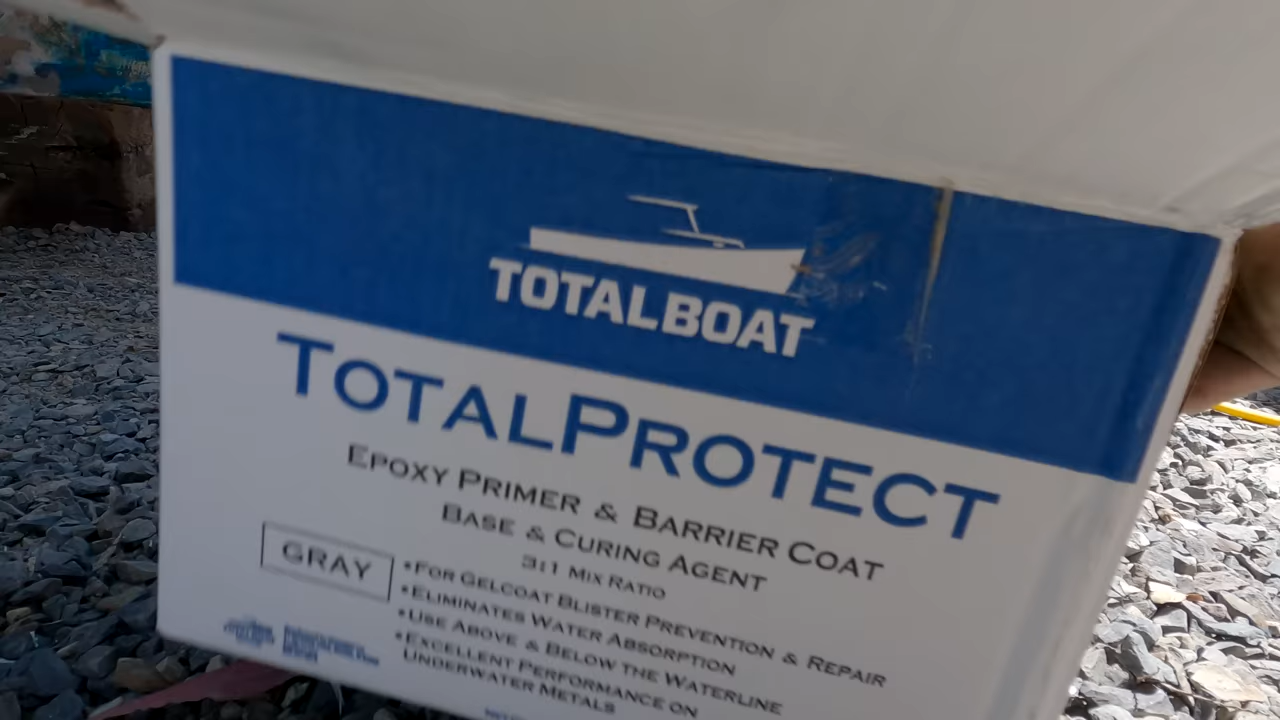 TOTALBOAT
TOTALPROTECT
EPOXY PRIMER & BARRIER COAT
BASE & CURING AGENT
3:1 MIX RATIO
GRAY
•FOR GELCOAT BLISTER PREVENTION & REPAIR
•ELIMINATES WATER ABSORPTION
•USE ABOVE & BELOW THE WATERLINE
•EXCELLENT PERFORMANCE ON
UNDERWATER METALS